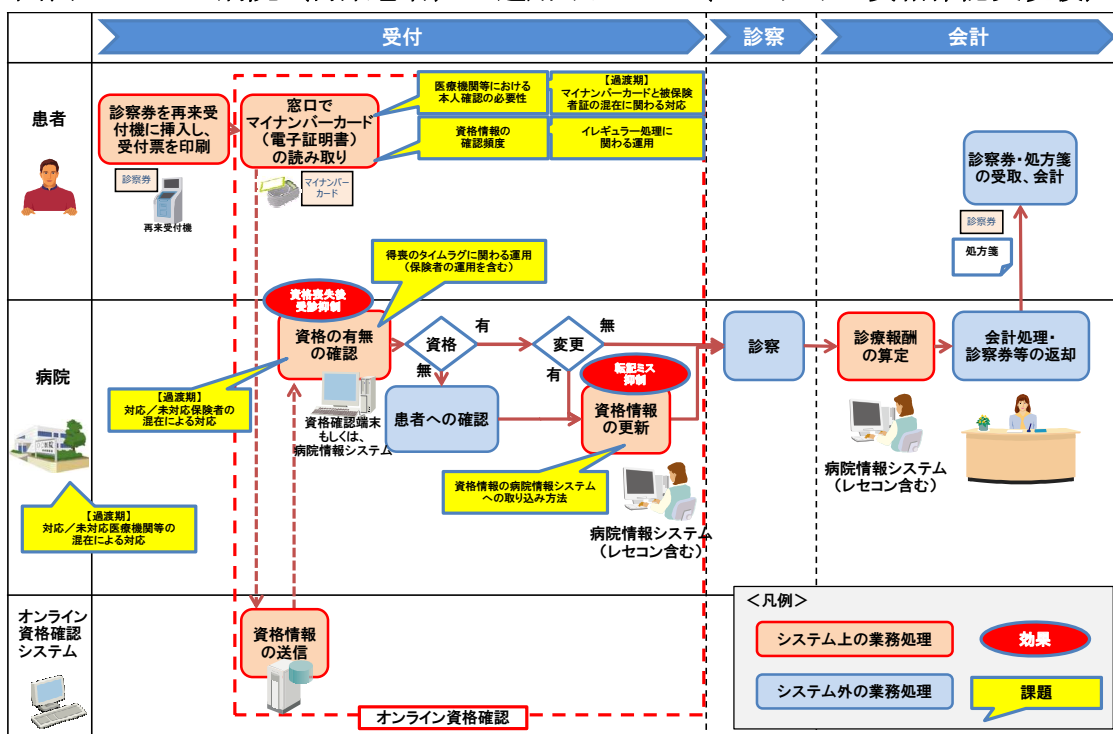 受付
診察
会計
患者
診察券を再来
付機に挿入し、
受付票を印刷
診察券
再来受付機
窓口で
マイナンバーカード
（電子証明書）
の読み取り
マイナンバー
カード
医療機関等における
本人確認の必要性
【過渡期】
マイナンバーカードと被保険
者証の混在に関わる対応
資格情報の
確認頻度
イレギュラー処理に
関わる運用
診察券・処方箋
の受取、会計
診察券
処方箋
得喪のタイムラグに関わる運用
（保険者の運用を含む）
病院
資格喪失後
受診抑制
資格の有無
の確認
資格
有
無
変更
無
有
患者への確認
転記ミス
抑制
資格情報
の更新
診察
診療報酬
の算定
会計処理・
診察券等の返却
【過渡期】
対応／未対応保険者の
混在による対応
資格確認端末
もしくは、
病院情報システム
資格情報の病院情報システム
への取り込み方法
病院情報システム
（レセコン含む）
病院情報システム
（レセコン含む）
【過渡期】
対応／未対応医療機関等の
混在による対応
オンライン
資格確認
システム
資格情報
の送信
オンライン資格確認
＜凡例＞
システム上の業務処理
効果
システム外の業務処理
課題